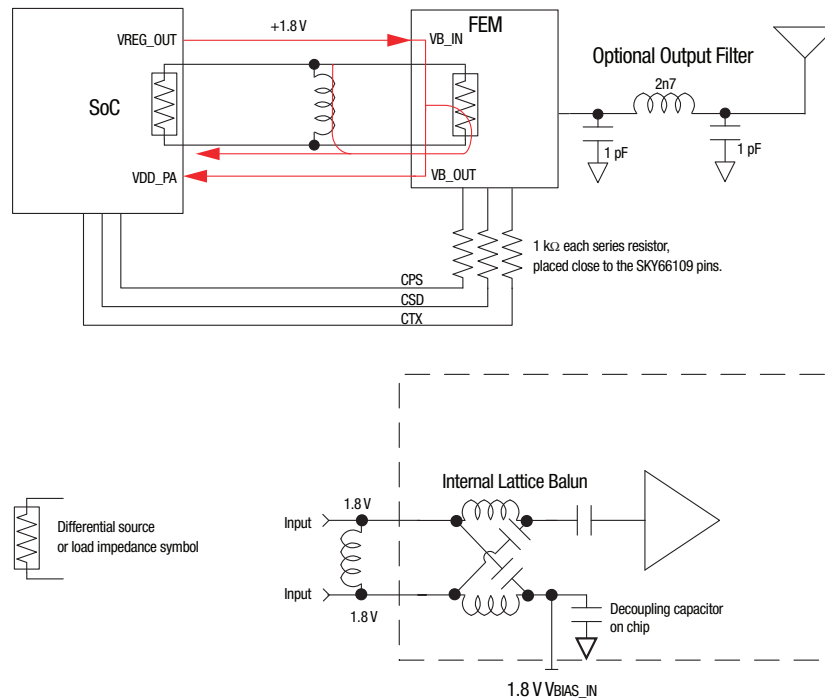 +1.8 V
VREG_OUT
VB_IN
FEM
Optional Output Filter
2n7
SoC
1 pF
1 pF
VDD_PA
VB_OUT
1 kΩ each series resistor,
placed close to the SKY66109 pins.
CPS
CSD
CTX
Internal Lattice Balun
1.8 V
Input
Differential source
or load impedance symbol
Input
1.8 V
Decoupling capacitor
on chip
1.8 V VBIAS_IN